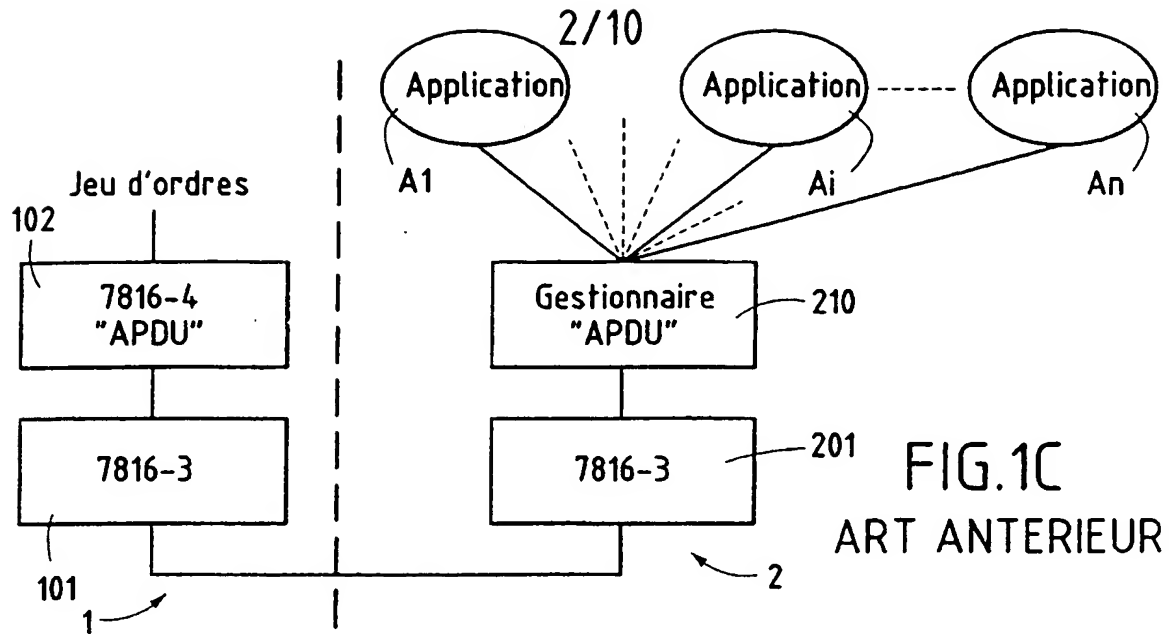 2/10
Application
Application
Application
A1
Ai
An
Jeu d'ordres
102
7816-4
"APDU"
Gestionnaire
"APDU"
210
7816-3
7816-3
201
FIG.1C
ART ANTERIEUR
101
1
2